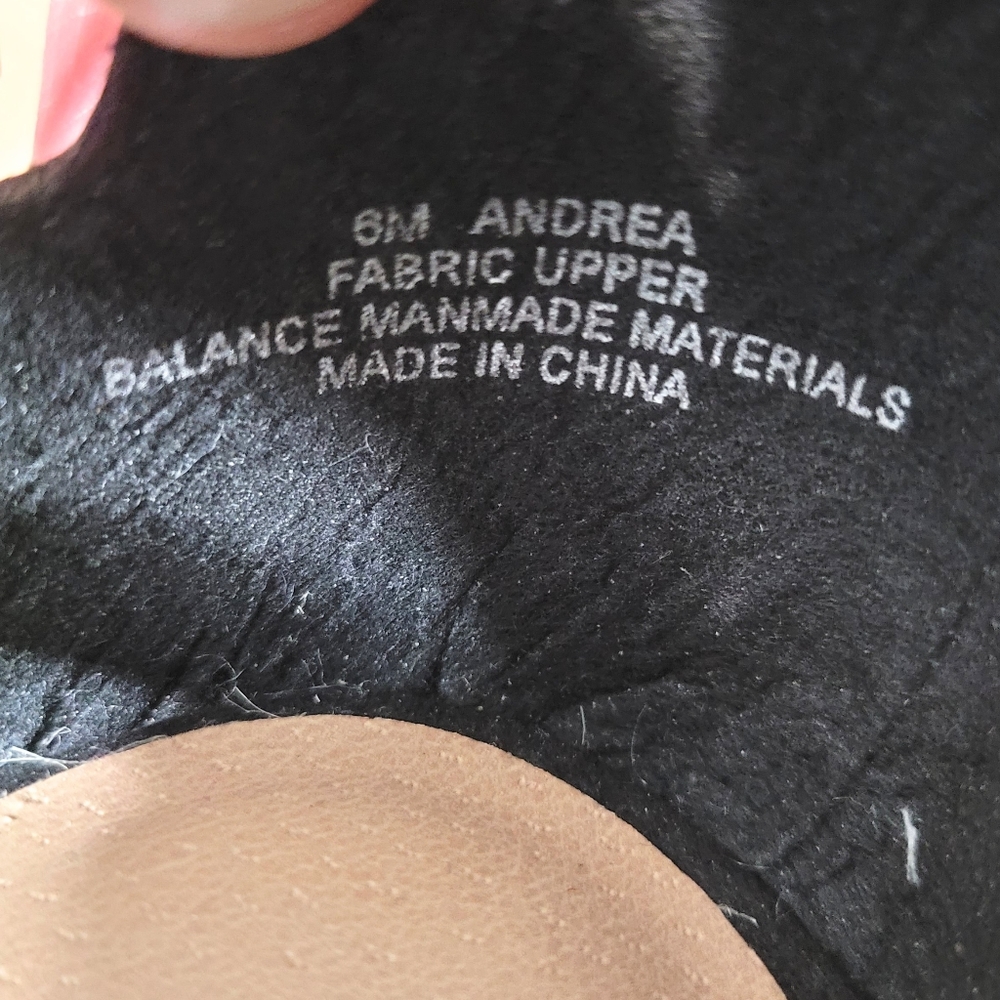 6M ANDREA
FABRIC UPPER
BALANCE MANMADE MATERIALS
MADE IN CHINA